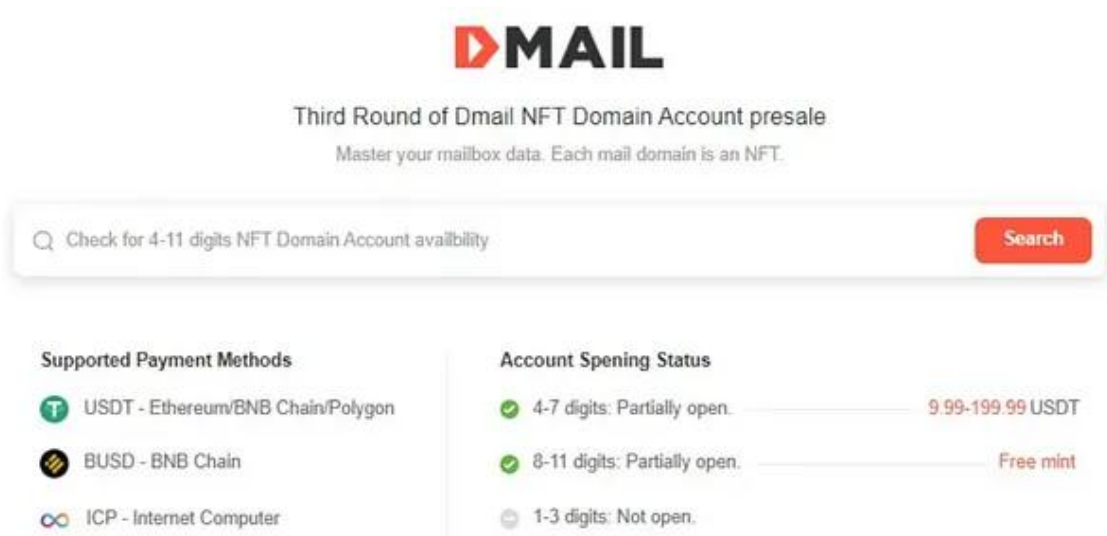 DMAIL
Third Round of Dmail NFT Domain Account presale
Master your mailbox data. Each mail domain is an NFT.
Check for 4-11 digits NFT Domain Account availbility
Search
Supported Payment Methods
USDT - Ethereum/BNB Chain/Polygon
BUSD - BNB Chain
ICP - Internet Computer
Account Spening Status
4-7 digits: Partially open. 9.99-199.99 USDT
8-11 digits: Partially open. Free mint
1-3 digits: Not open.